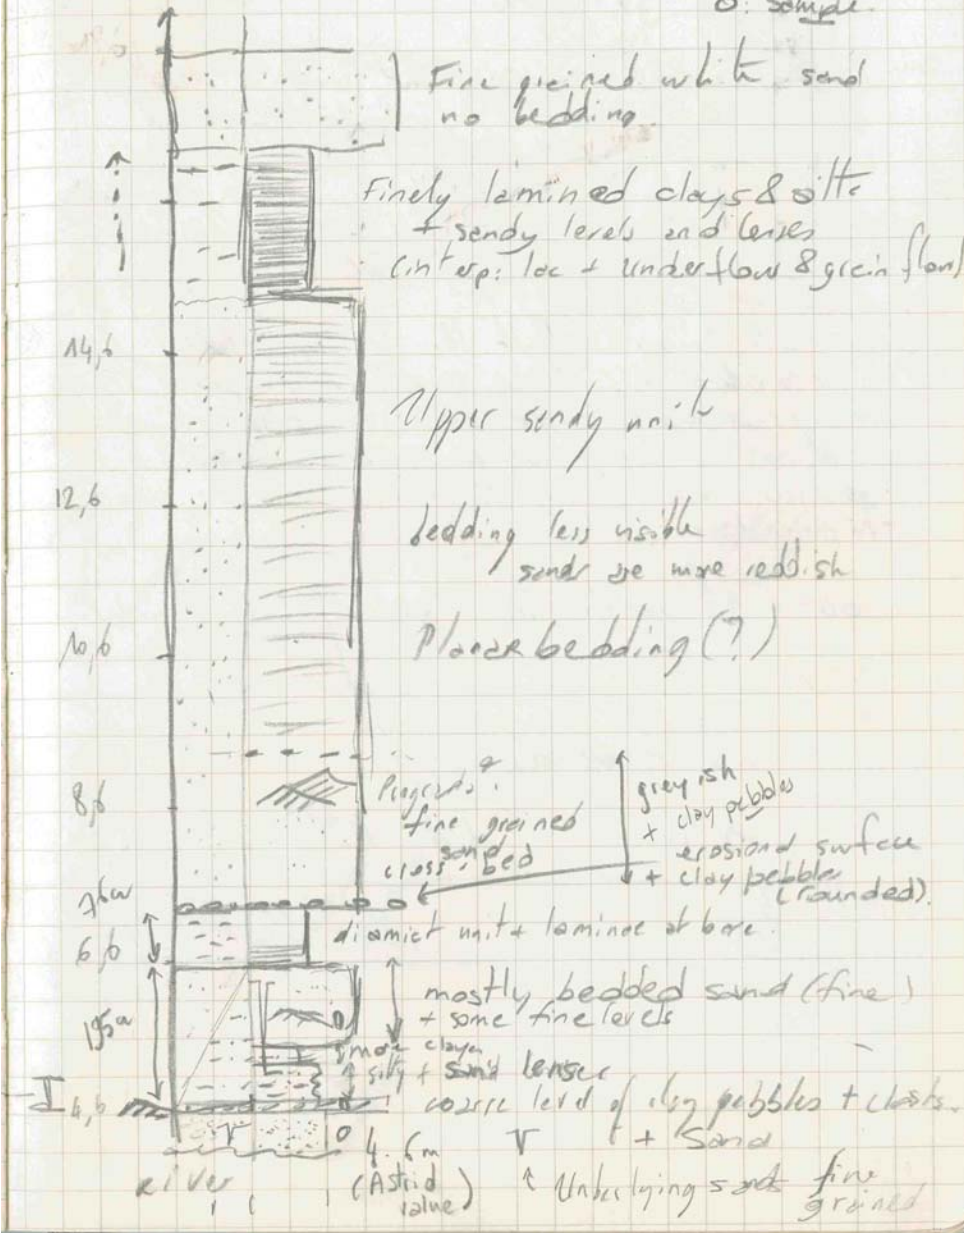 O: sample
Fine grained white sand
no bedding.
Finely lamined clays & silts
+ sandy levels and lenses
(interp: lac + underflow & grain flow)
14,6
Upper sandy unit
12,6
bedding less visible
sands are more reddish
10,6
Planar bedding (?)
8,6
fine grained
sand
cross bed
greyish
+ clay pebbles
erosional surface
+ clay pebbles
(rounded).
6,6
diamict unit + laminae at base.
mostly bedded sand (fine)
+ some fine levels
more clayey
silty + sand lenses
4,6
coarse level of clay pebbles + clasts.
+ sand
4.6m
(Astrid
value)
River
↑ Underlying sands fine
grained